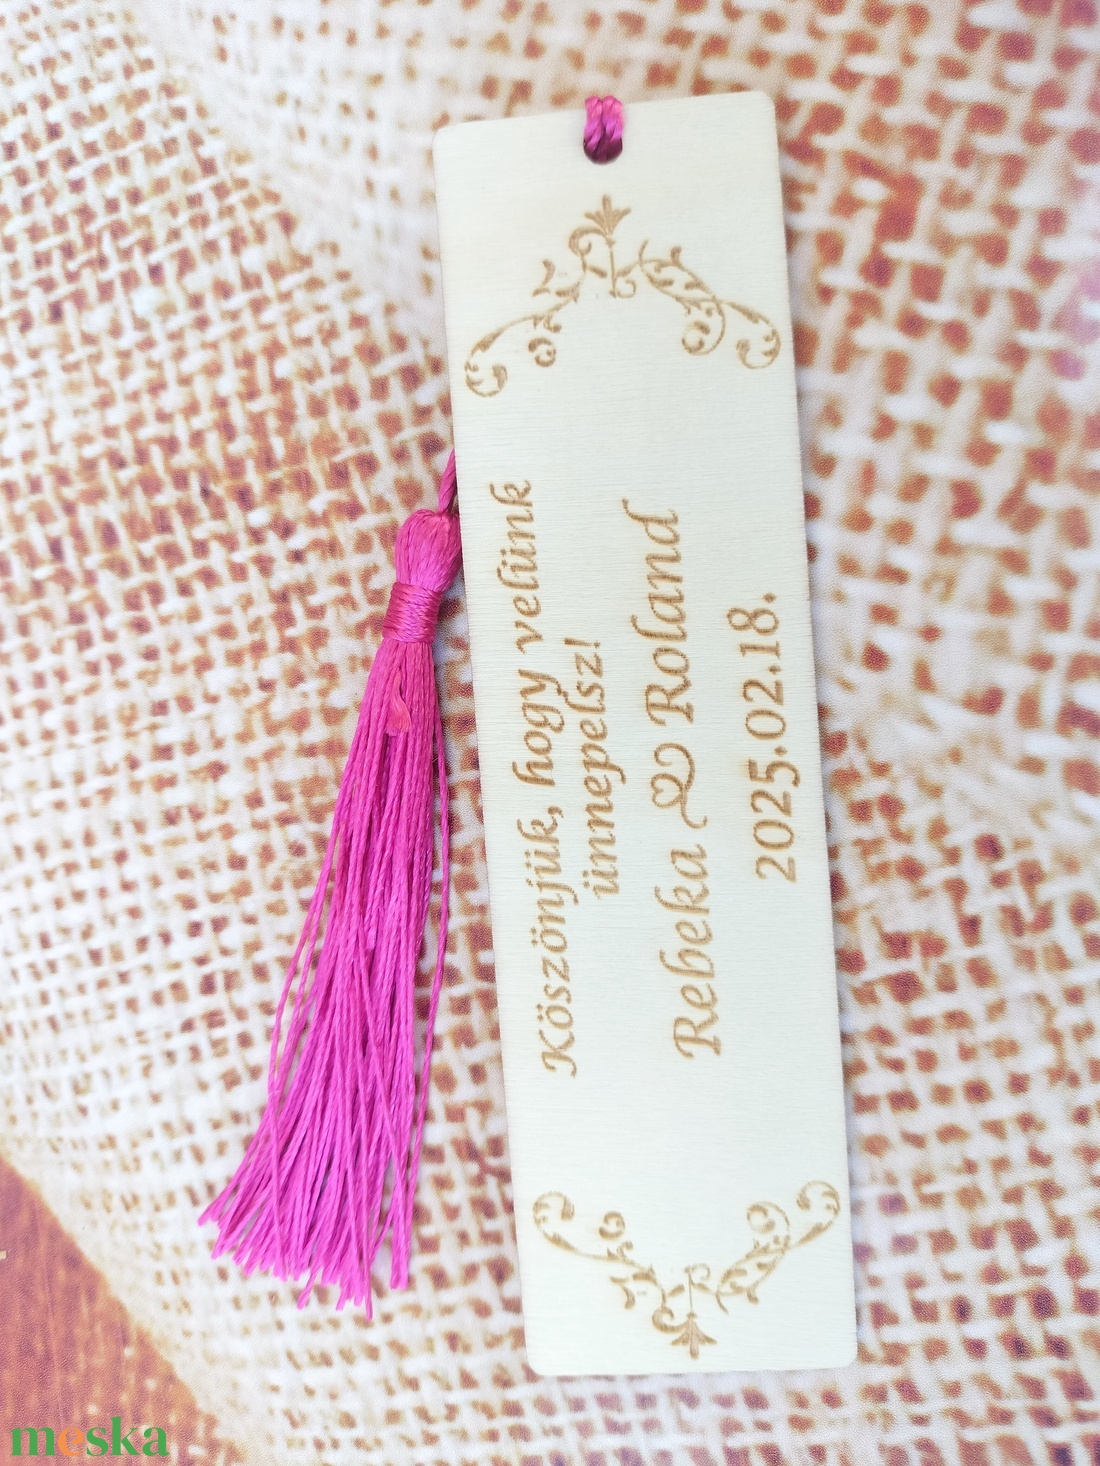 Köszönjük, hogy velünk
ünnepelsz!
Rebeka Roland
2025.02.18.
meska